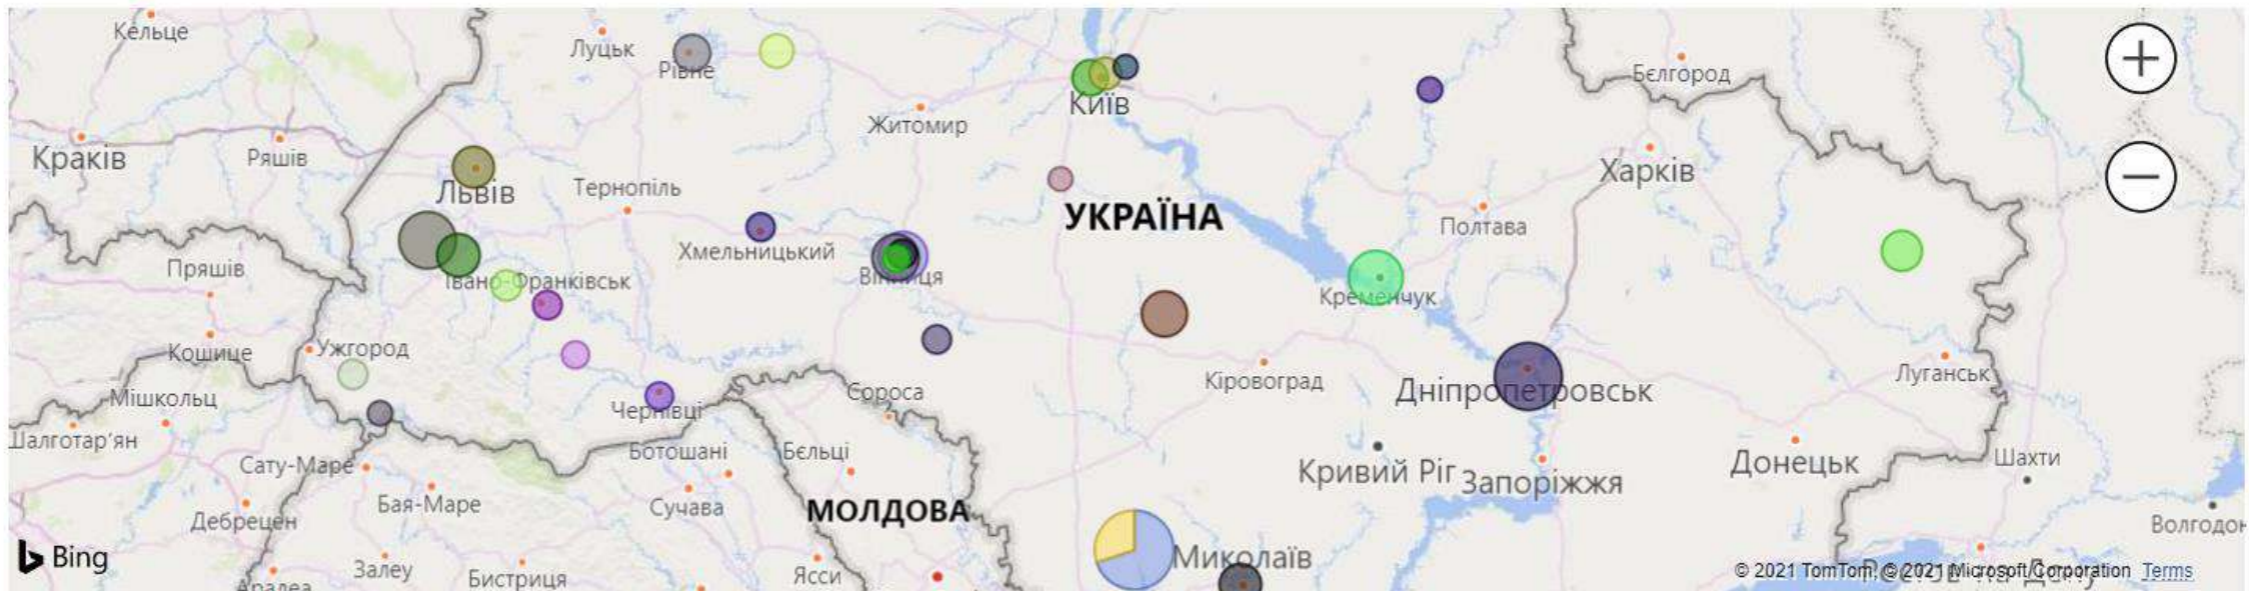 Кельце
Луцьк
Рівне
Київ
Бєлгород
Житомир
Краків
Ряшів
Львів
Тернопіль
Харків
УКРАЇНА
Полтава
Хмельницький
Вінниця
Пряшів
Івано-Франківськ
Кременчук
Кошице
Ужгород
Кіровоград
Дніпропетровськ
Луганськ
Мішкольц
Чернівці
Сороса
Шалготар'ян
Сату-Маре
Ботошані
Бєльці
Кривий Ріг
Запоріжжя
Донецьк
Шахти
Бая-Маре
Сучава
МОЛДОВА
Дебрецен
Волгодон
Bing
Залеу
Бистриця
Ясси
Миколаїв
© 2021 TomTom, © 2021 Microsoft Corporation Terms